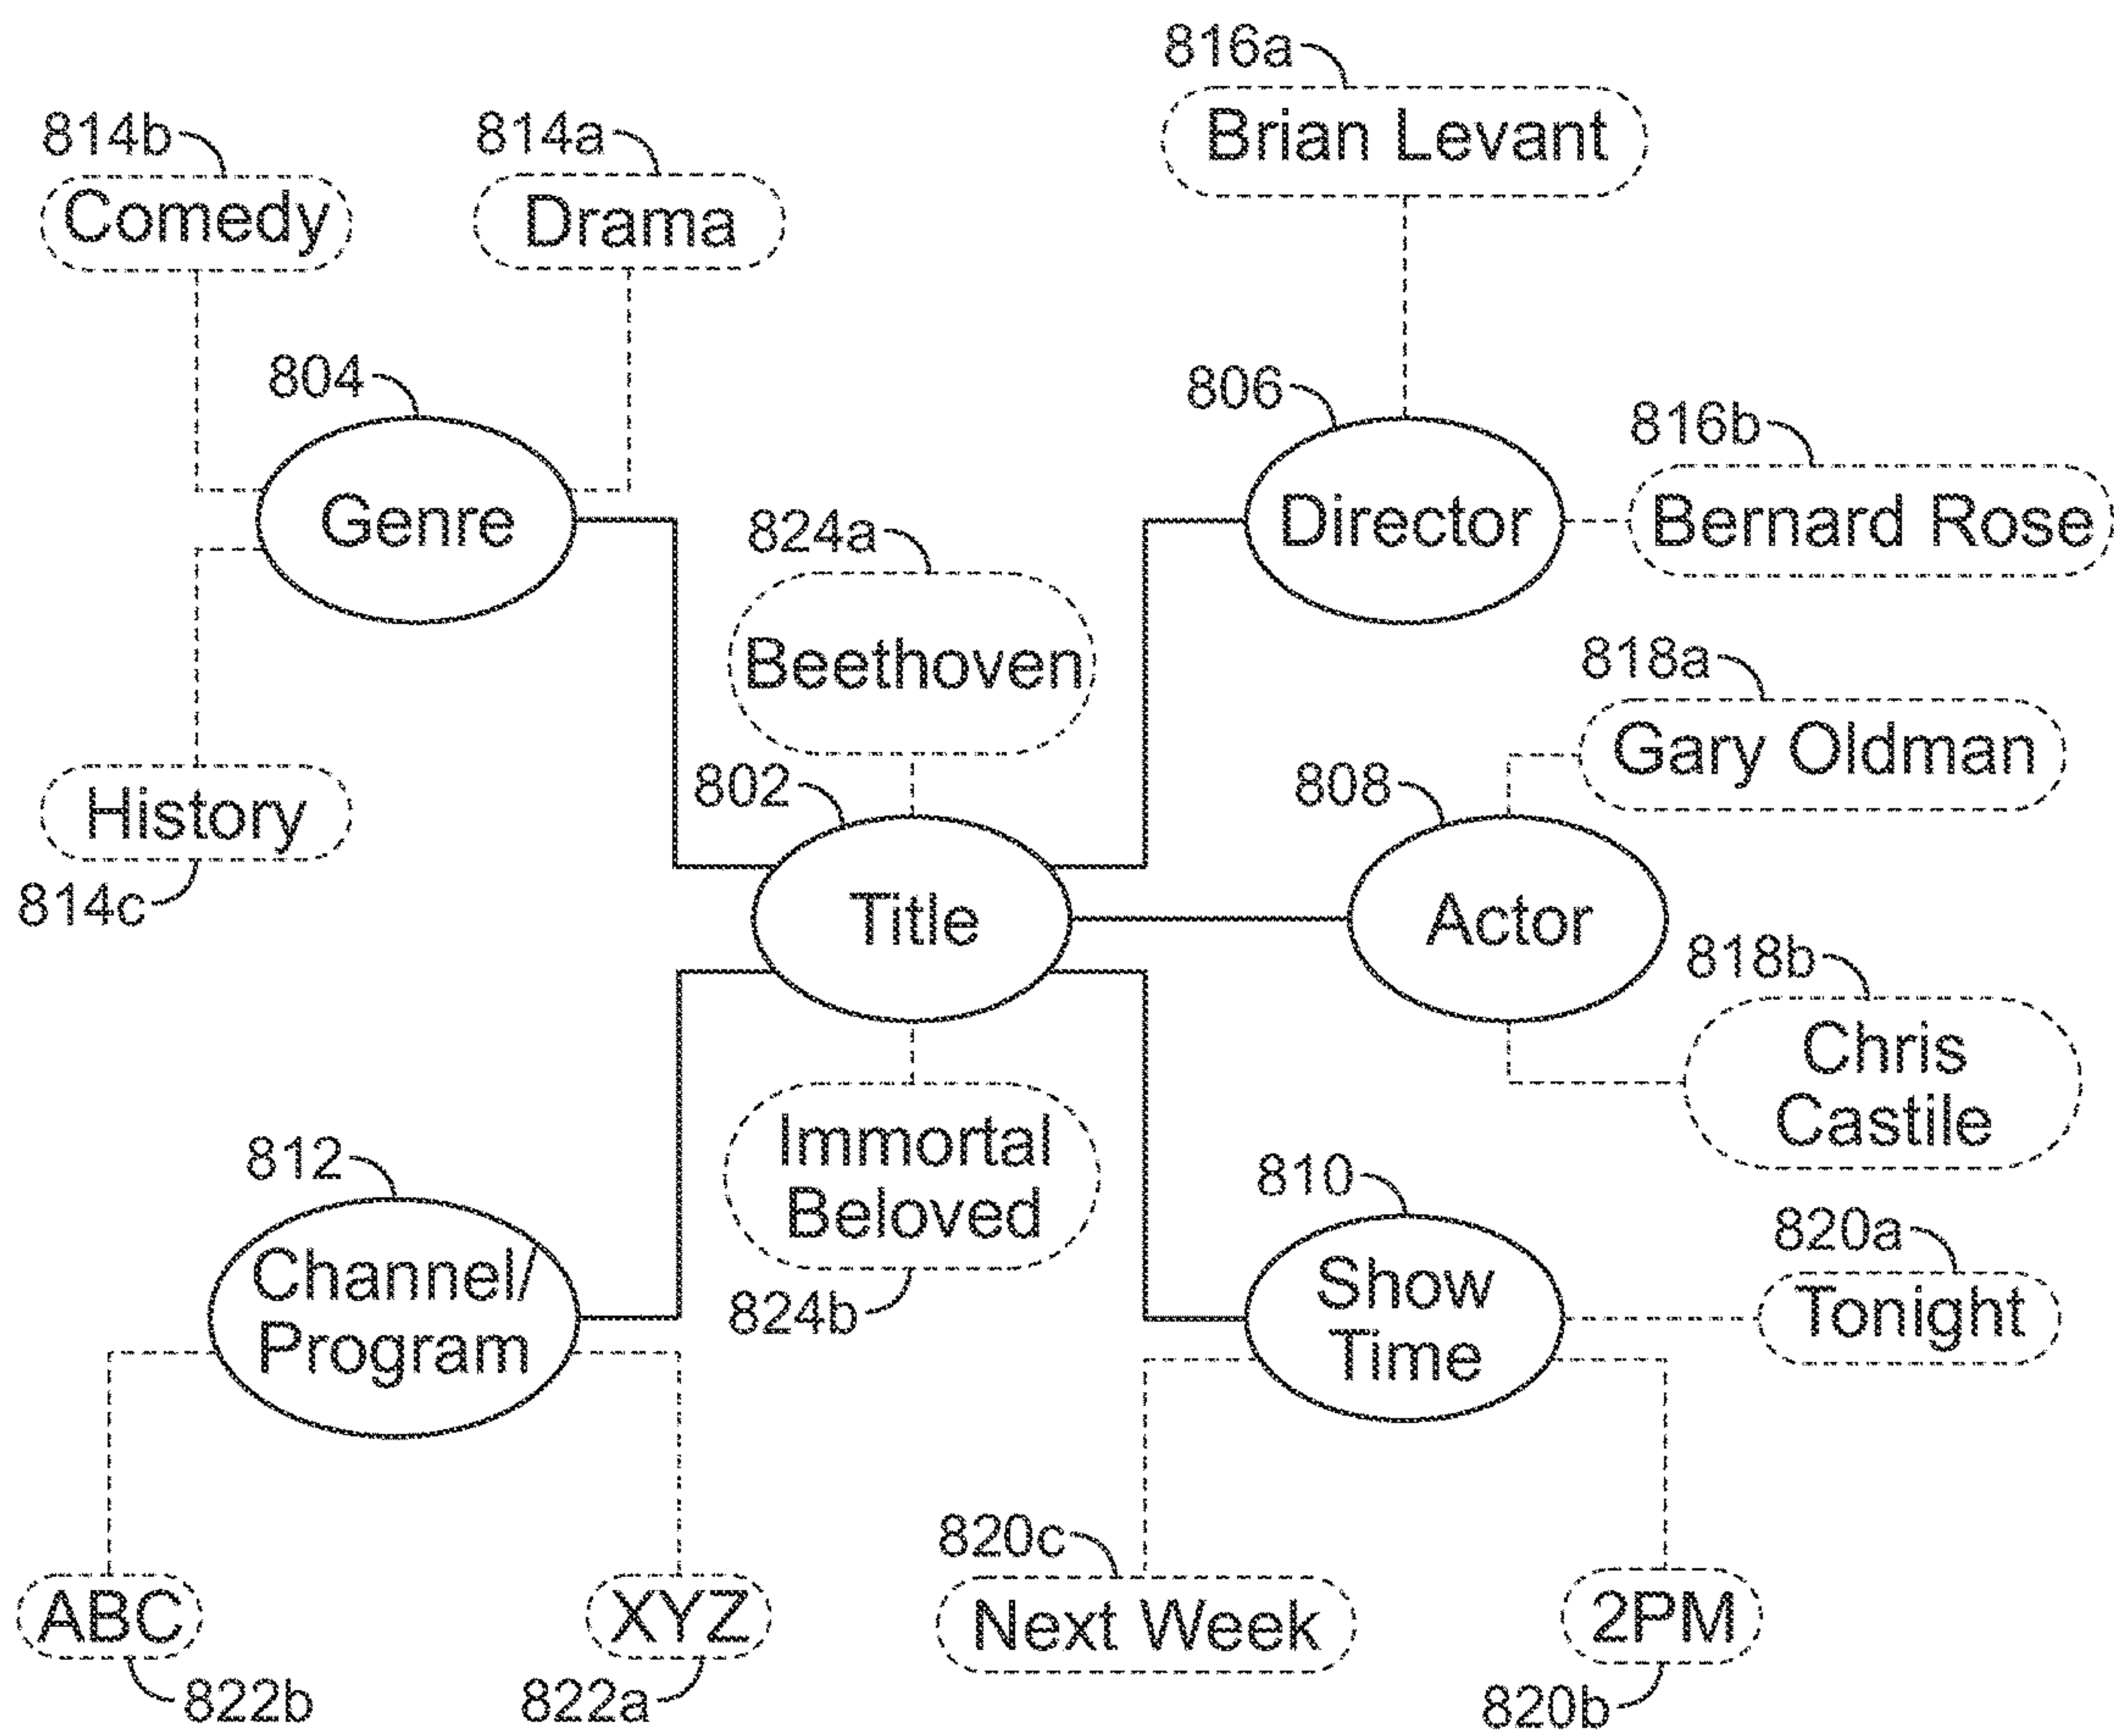 816a
Brian Levant
814b
814a
Comedy
Drama
804
806
816b
Genre
Director
Bernard Rose
824a
Beethoven
818a
Gary Oldman
History
802
808
814c
Title
Actor
818b
Chris
Castile
Immortal
Beloved
812
810
820a
Channel/
Program
824b
Show
Time
Tonight
820c
ABC
XYZ
Next Week
2PM
822b
822a
820b